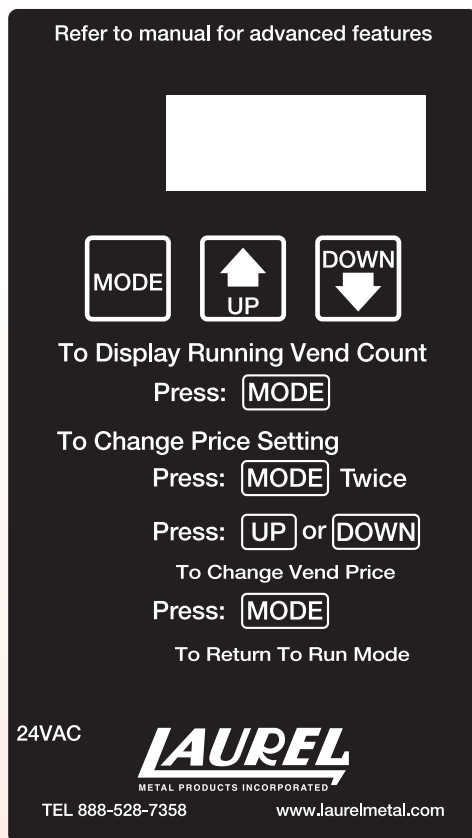 Refer to manual for advanced features
MODE UP DOWN
To Display Running Vend Count
Press: MODE
To Change Price Setting
Press: MODE Twice
Press: UP or DOWN
To Change Vend Price
Press: MODE
To Return To Run Mode
24VAC
LAUREL
METAL PRODUCTS INCORPORATED
TEL 888-528-7358 www.laurelmetal.com